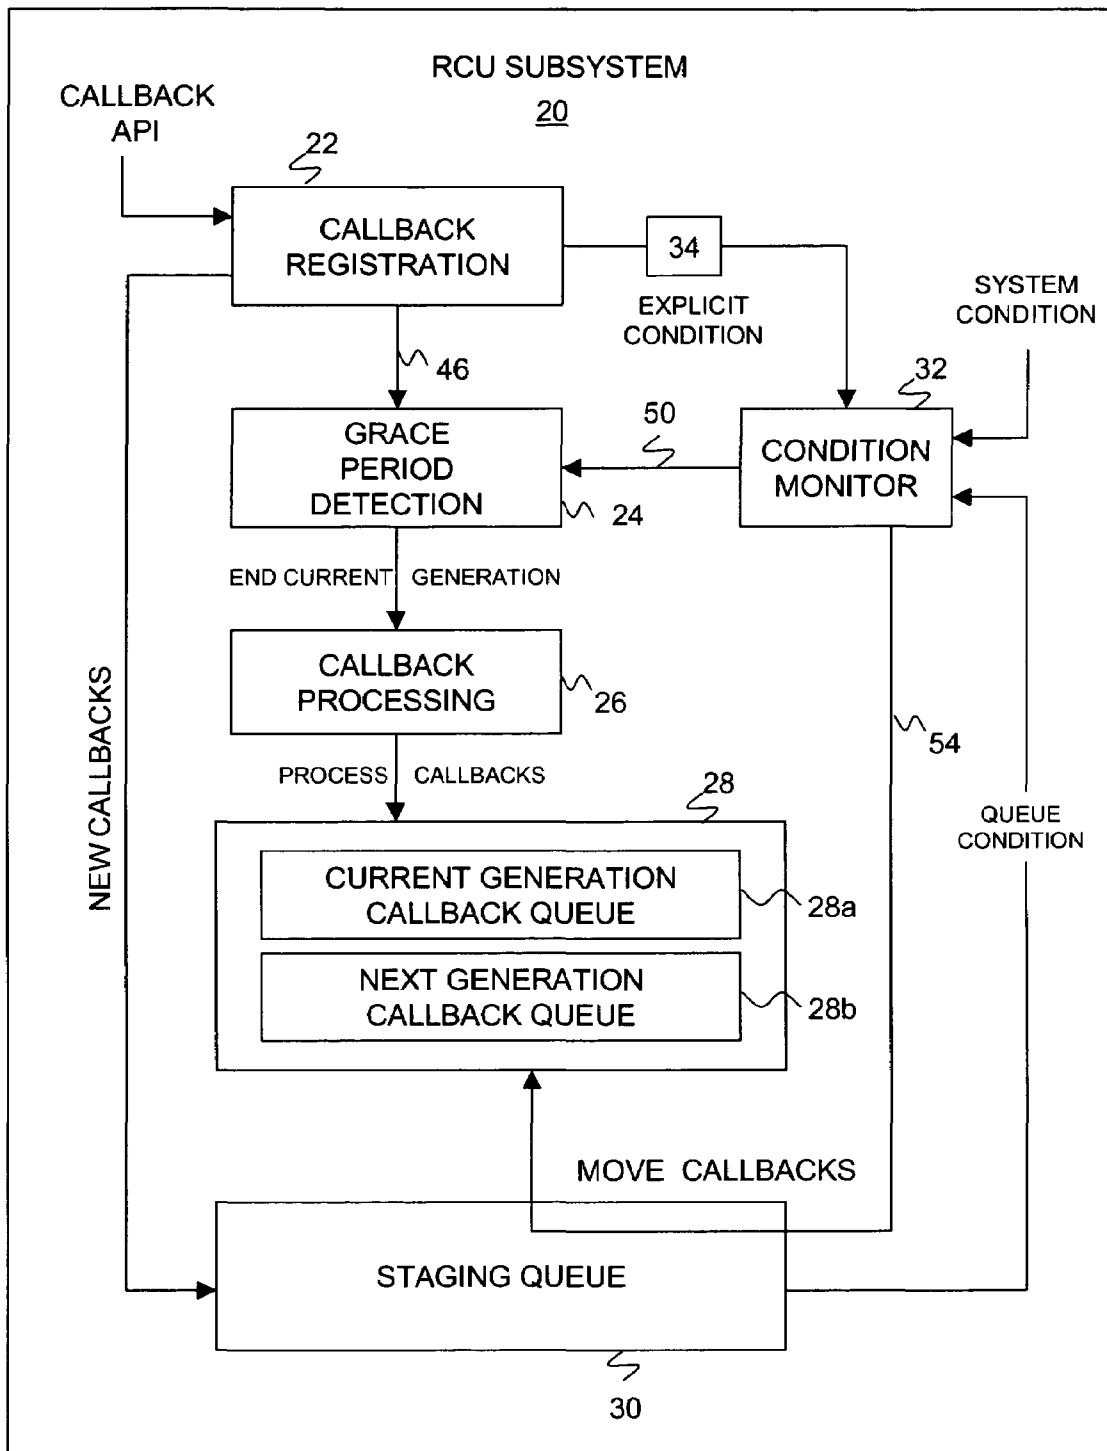 RCU SUBSYSTEM
20
CALLBACK
API
22
CALLBACK
REGISTRATION
34
EXPLICIT
CONDITION
SYSTEM
CONDITION
46
32
GRACE
PERIOD
DETECTION
50
CONDITION
MONITOR
24
END CURRENT GENERATION
CALLBACK
PROCESSING
26
54
NEW CALLBACKS
PROCESS CALLBACKS
28
QUEUE
CONDITION
CURRENT GENERATION
CALLBACK QUEUE
28a
NEXT GENERATION
CALLBACK QUEUE
28b
MOVE CALLBACKS
STAGING QUEUE
30